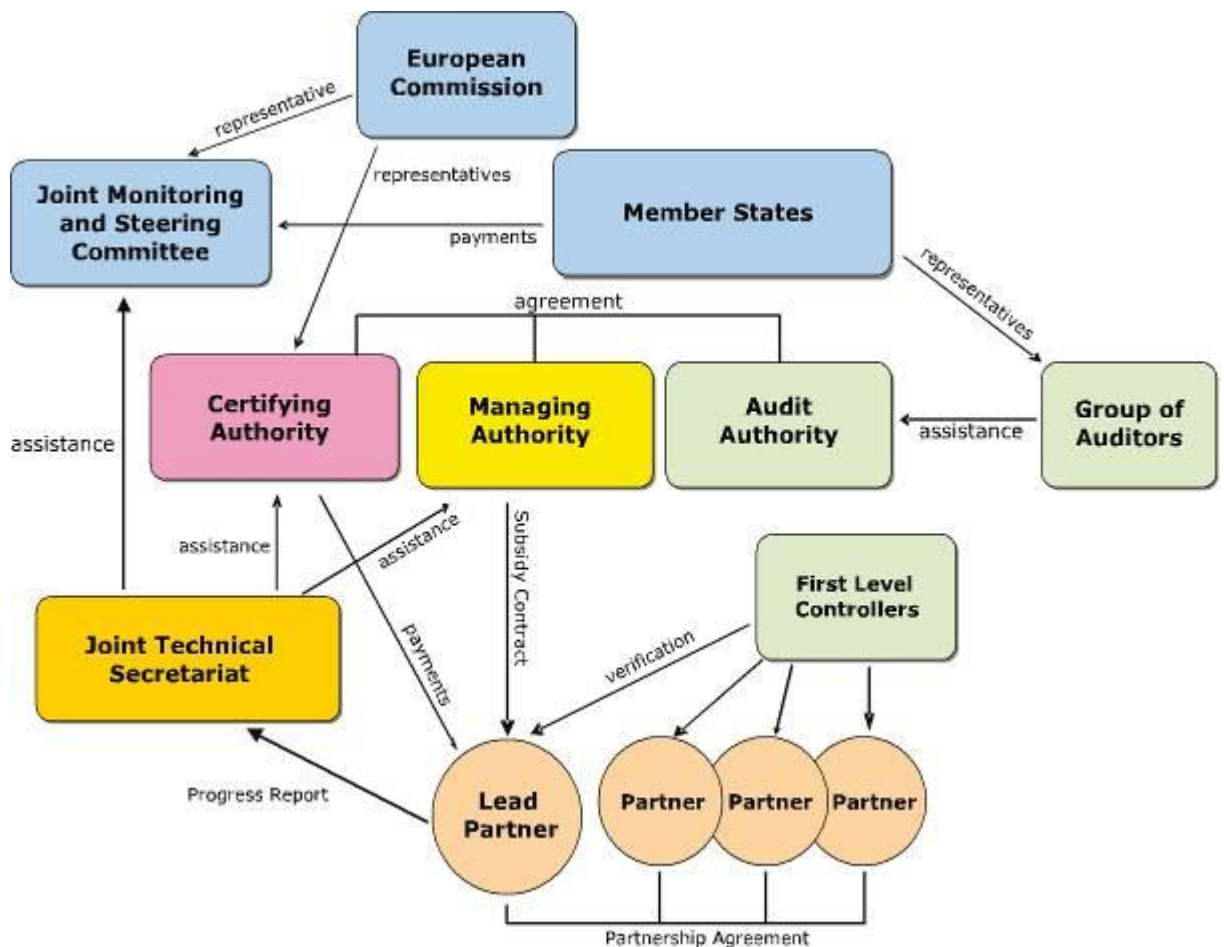 European
Commission
representative
Joint Monitoring
and Steering
Committee
representatives
Member States
payments
representatives
agreement
Certifying
Authority
Managing
Authority
Audit
Authority
Group of
Auditors
assistance
assistance
assistance
assistance
Subsidy Contract
First Level
Controllers
Joint Technical
Secretariat
payments
verification
Progress Report
Lead
Partner
Partner
Partner
Partner
Partnership Agreement